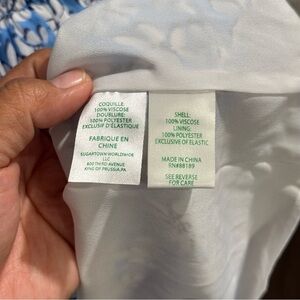 COQUILLE:
100% VISCOSE
DOUBLURE:
100% POLYESTER
EXCLUSIF D'ÉLASTIQUE
FABRIQUE EN
CHINE
SUGARTOWN WORLDWIDE
LLC
800 THIRD AVENUE
KING OF PRUSSIA,PA
SHELL:
100% VISCOSE
LINING:
100% POLYESTER
EXCLUSIVE OF ELASTIC
MADE IN CHINA
RN#88189
SEE REVERSE
FOR CARE